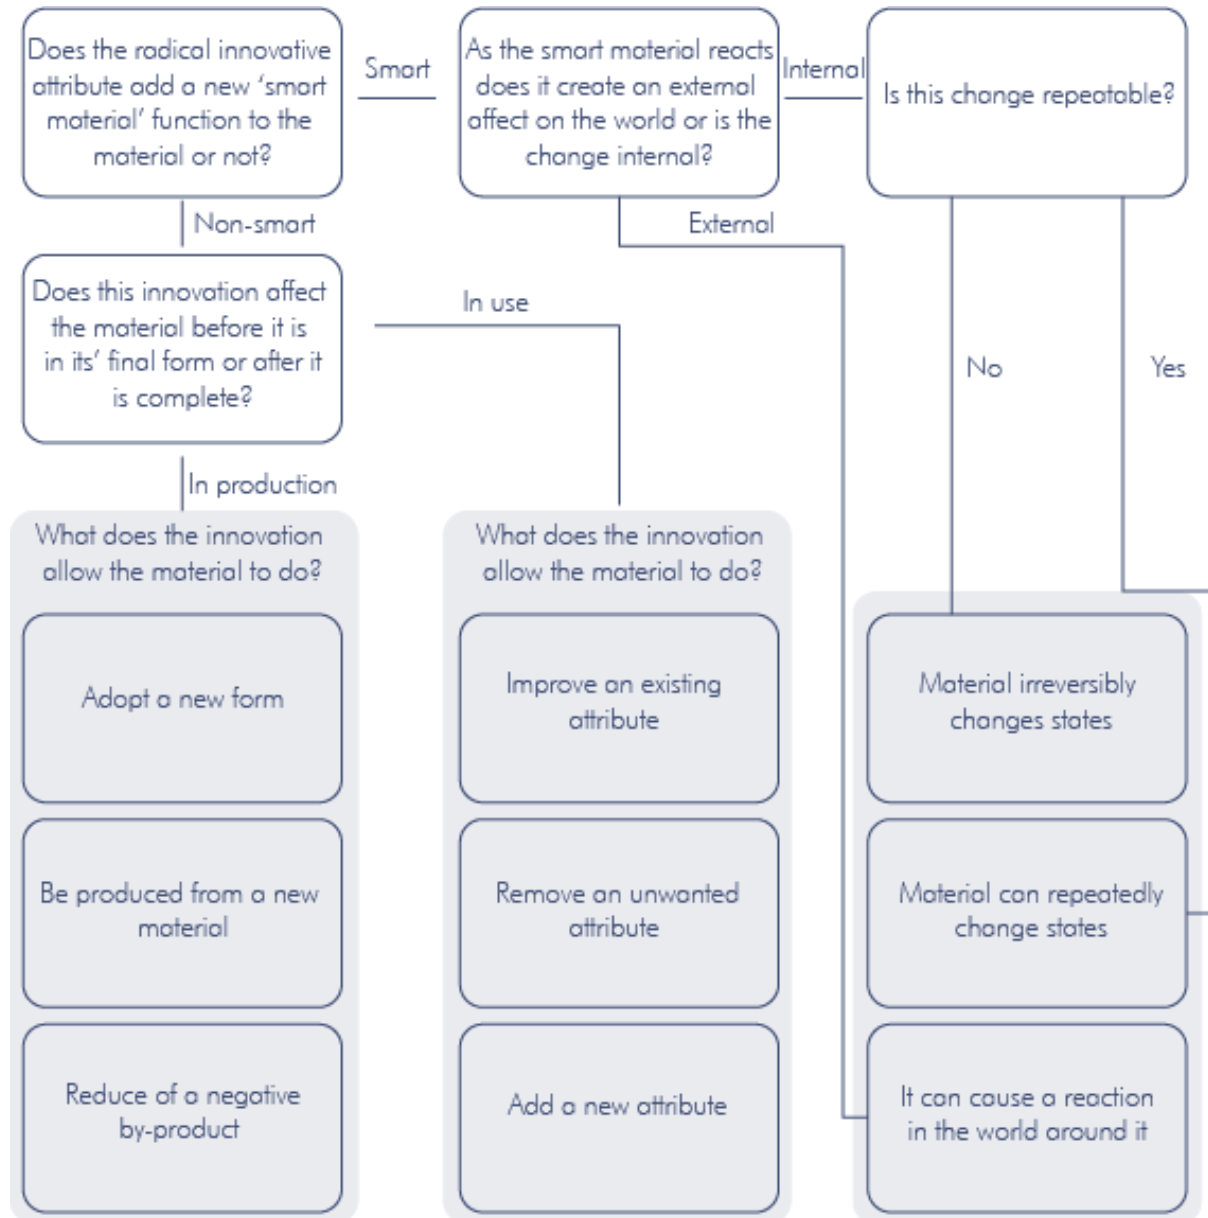 Does the radical innovative
attribute add a new ‘smart
material’ function to the
material or not?
Smart
As the smart material reacts
does it create an external
affect on the world or is the
change internal?
Internal
Is this change repeatable?
Non-smart
External
Does this innovation affect
the material before it is
in its’ final form or after it
is complete?
In use
No
Yes
In production
What does the innovation
allow the material to do?
Adopt a new form
Be produced from a new
material
Reduce of a negative
by-product
What does the innovation
allow the material to do?
Improve an existing
attribute
Remove an unwanted
attribute
Add a new attribute
Material irreversibly
changes states
Material can repeatedly
change states
It can cause a reaction
in the world around it